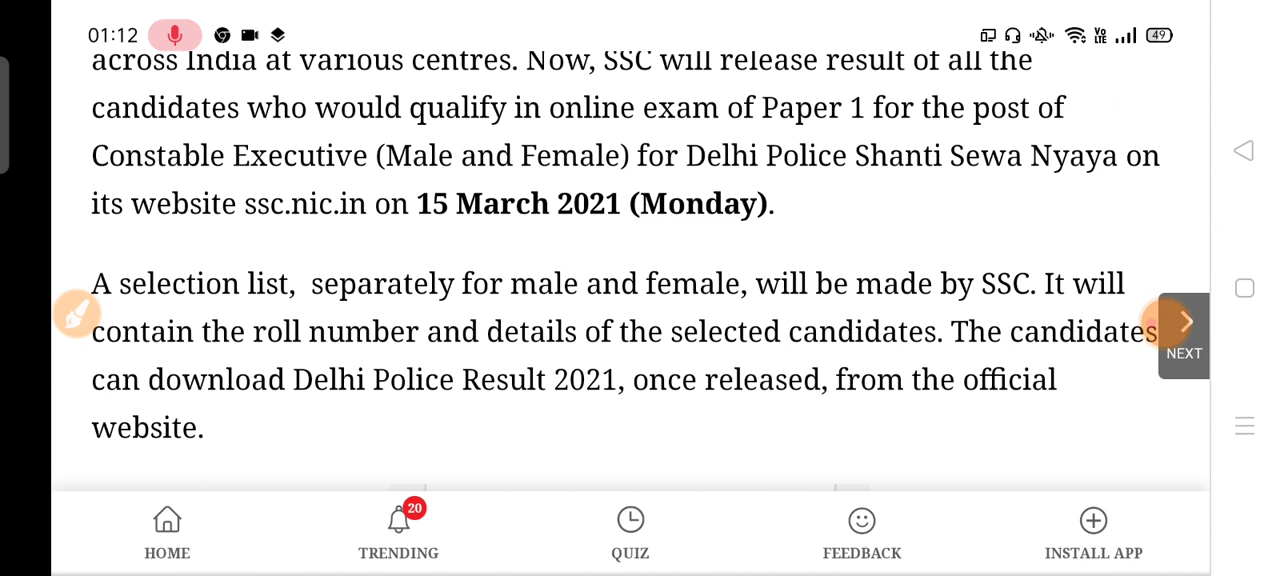 01:12
VO LTE
49
across India at various centres. Now, SSC will release result of all the
candidates who would qualify in online exam of Paper 1 for the post of
Constable Executive (Male and Female) for Delhi Police Shanti Sewa Nyaya on
its website ssc.nic.in on 15 March 2021 (Monday).
A selection list,  separately for male and female, will be made by SSC. It will
contain the roll number and details of the selected candidates. The candidates
can download Delhi Police Result 2021, once released, from the official
website.
NEXT
20
HOME
TRENDING
QUIZ
FEEDBACK
INSTALL APP